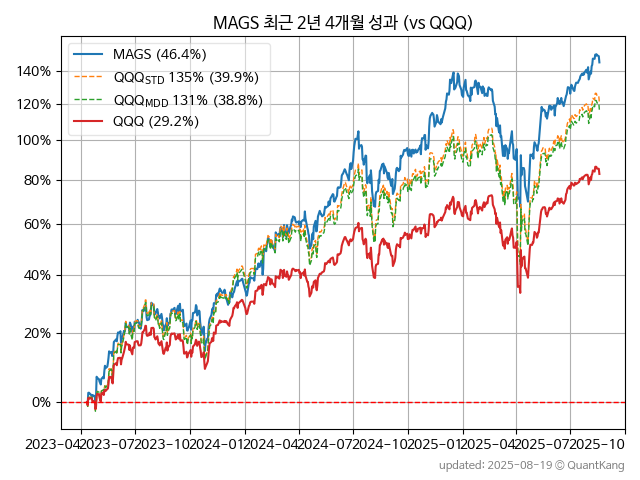 MAGS 최근 2년 4개월 성과 (vs QQQ)
MAGS (46.4%)
QQQSTD 135% (39.9%)
QQQMDD 131% (38.8%)
QQQ (29.2%)
140%
120%
100%
80%
60%
40%
20%
0%
2023-04 2023-07 2023-10 2024-01 2024-04 2024-07 2024-10 2025-01 2025-04 2025-07 2025-10
updated: 2025-08-19 © QuantKang